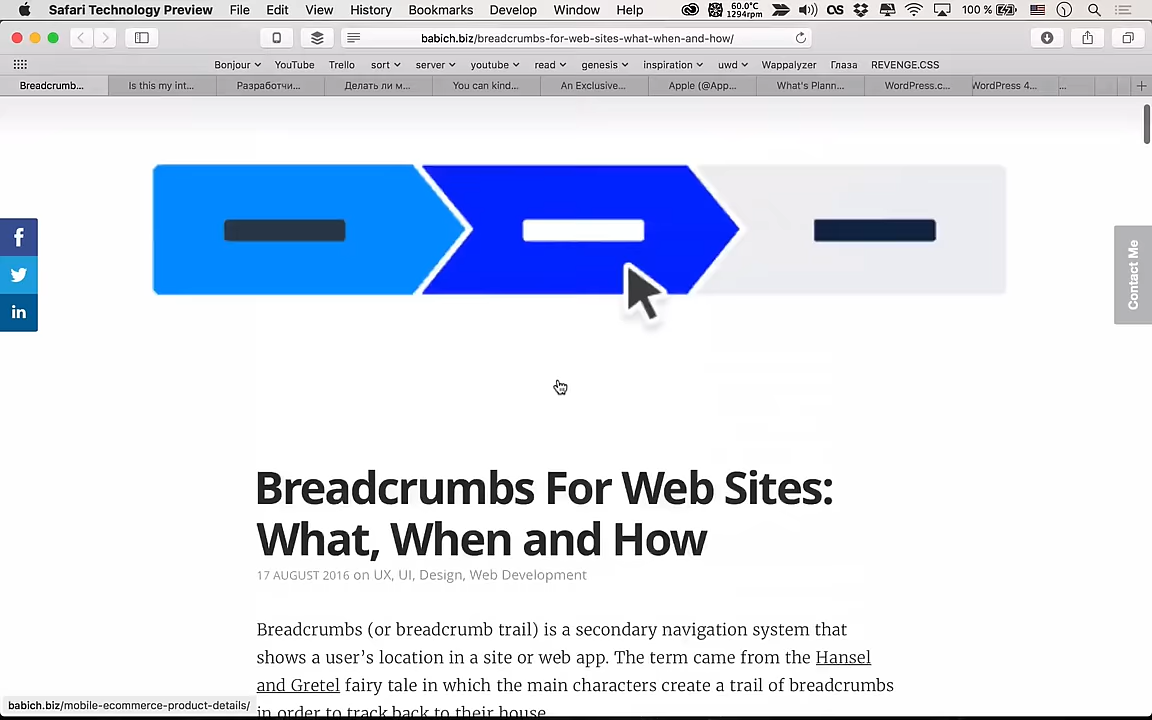 Safari Technology Preview File Edit View History Bookmarks Develop Window Help 60.0°C 1294rpm 100 %
babich.biz/breadcrumbs-for-web-sites-what-when-and-how/
Bonjour YouTube Trello sort server youtube read genesis inspiration uwd Wappalyzer Глаза REVENGE.CSS
Breadcrumb... Is this my int... Разработчи... Делать ли м... You can kind... An Exclusive... Apple (@App... What's Plann... WordPress.c... WordPress 4... ...
f
in
Contact Me
Breadcrumbs For Web Sites:
What, When and How
17 AUGUST 2016 on UX, UI, Design, Web Development
Breadcrumbs (or breadcrumb trail) is a secondary navigation system that
shows a user’s location in a site or web app. The term came from the Hansel
and Gretel fairy tale in which the main characters create a trail of breadcrumbs
in order to track back to their house.
babich.biz/mobile-ecommerce-product-details/